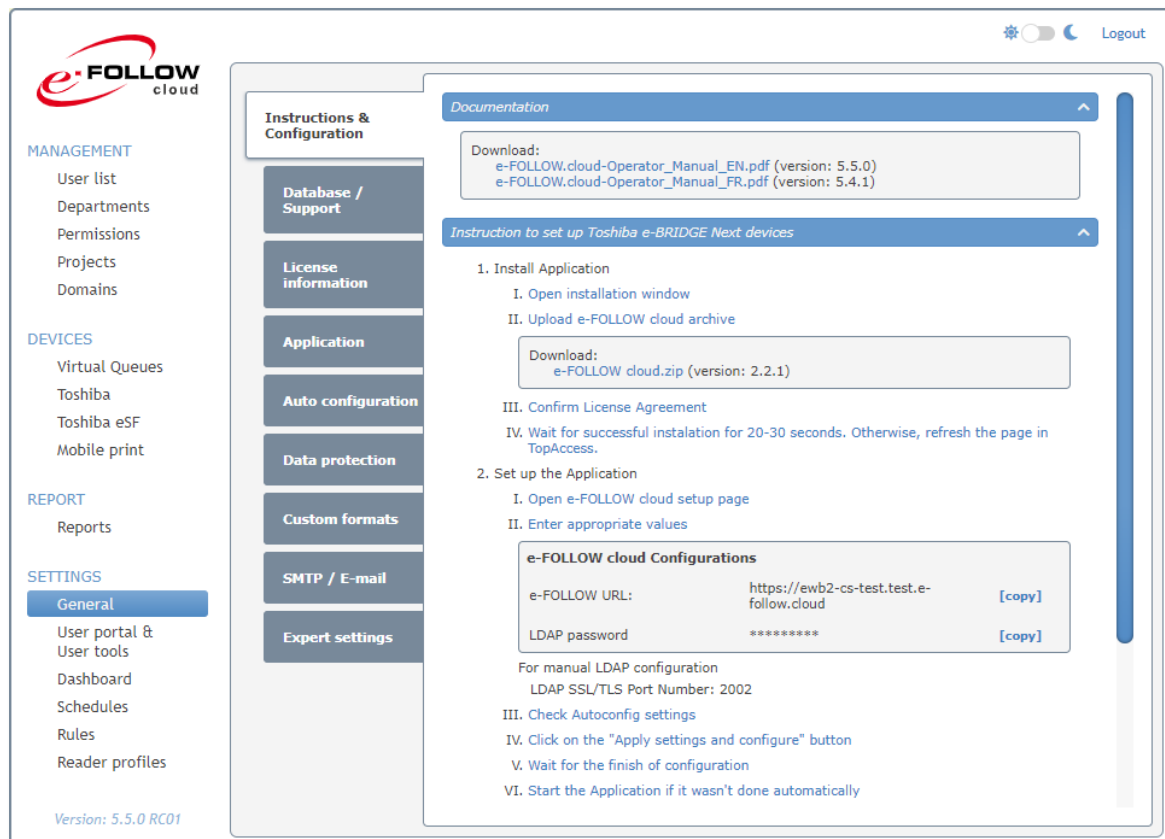 Logout
e-FOLLOW
cloud
MANAGEMENT
User list
Departments
Permissions
Projects
Domains
DEVICES
Virtual Queues
Toshiba
Toshiba eSF
Mobile print
REPORT
Reports
SETTINGS
General
User portal &
User tools
Dashboard
Schedules
Rules
Reader profiles
Version: 5.5.0 RC01
Instructions &
Configuration
Database /
Support
License
information
Application
Auto configuration
Data protection
Custom formats
SMTP / E-mail
Expert settings
Documentation
Download:
e-FOLLOW.cloud-Operator_Manual_EN.pdf (version: 5.5.0)
e-FOLLOW.cloud-Operator_Manual_FR.pdf (version: 5.4.1)
Instruction to set up Toshiba e-BRIDGE Next devices
1. Install Application
I. Open installation window
II. Upload e-FOLLOW cloud archive
Download:
e-FOLLOW cloud.zip (version: 2.2.1)
III. Confirm License Agreement
IV. Wait for successful instalation for 20-30 seconds. Otherwise, refresh the page in
TopAccess.
2. Set up the Application
I. Open e-FOLLOW cloud setup page
II. Enter appropriate values
e-FOLLOW cloud Configurations
e-FOLLOW URL: https://ewb2-cs-test.test.e-
follow.cloud [copy]
LDAP password ********* [copy]
For manual LDAP configuration
LDAP SSL/TLS Port Number: 2002
III. Check Autoconfig settings
IV. Click on the "Apply settings and configure" button
V. Wait for the finish of configuration
VI. Start the Application if it wasn't done automatically